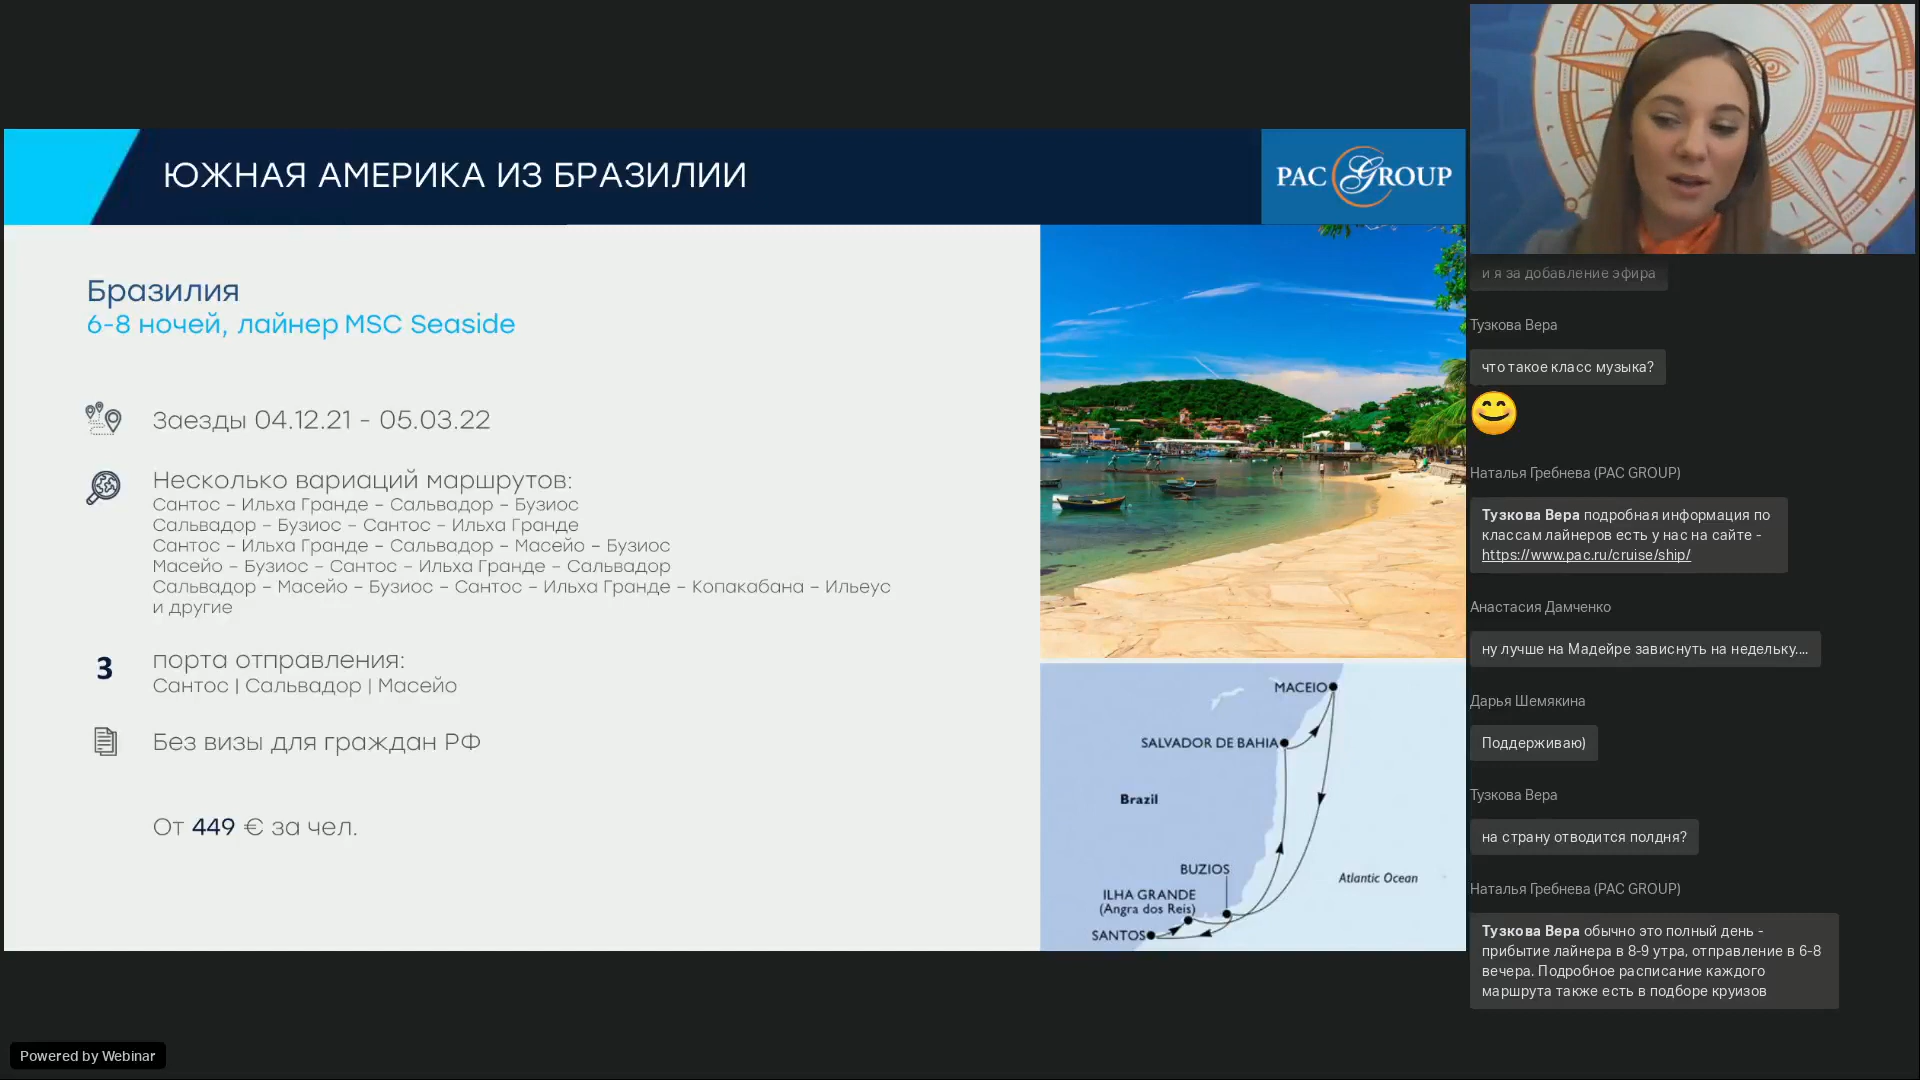 ЮЖНАЯ АМЕРИКА ИЗ БРАЗИЛИИ
PAC GROUP
Бразилия
6-8 ночей, лайнер MSC Seaside
Заезды 04.12.21 - 05.03.22
Несколько вариаций маршрутов:
Сантос – Ильха Гранде – Сальвадор – Бузиос
Сальвадор – Бузиос – Сантос – Ильха Гранде
Сантос – Ильха Гранде – Сальвадор – Масейо – Бузиос
Масейо – Бузиос – Сантос – Ильха Гранде – Сальвадор
Сальвадор – Масейо – Бузиос – Сантос – Ильха Гранде – Копакабана – Ильеус
и другие
3 порта отправления:
Сантос | Сальвадор | Масейо
Без визы для граждан РФ
От 449 € за чел.
MACEIO
SALVADOR DE BAHIA
Brazil
BUZIOS
Atlantic Ocean
ILHA GRANDE
(Angra dos Reis)
SANTOS
и я за добавление эфира
Тузкова Вера
что такое класс музыка?
Наталья Гребнева (PAC GROUP)
Тузкова Вера подробная информация по
классам лайнеров есть у нас на сайте -
https://www.pac.ru/cruise/ship/
Анастасия Дамченко
ну лучше на Мадейре зависнуть на недельку....
Дарья Шемякина
Поддерживаю)
Тузкова Вера
на страну отводится полдня?
Наталья Гребнева (PAC GROUP)
Тузкова Вера обычно это полный день -
прибытие лайнера в 8-9 утра, отправление в 6-8
вечера. Подробное расписание каждого
маршрута также есть в подборе круизов
Powered by Webinar